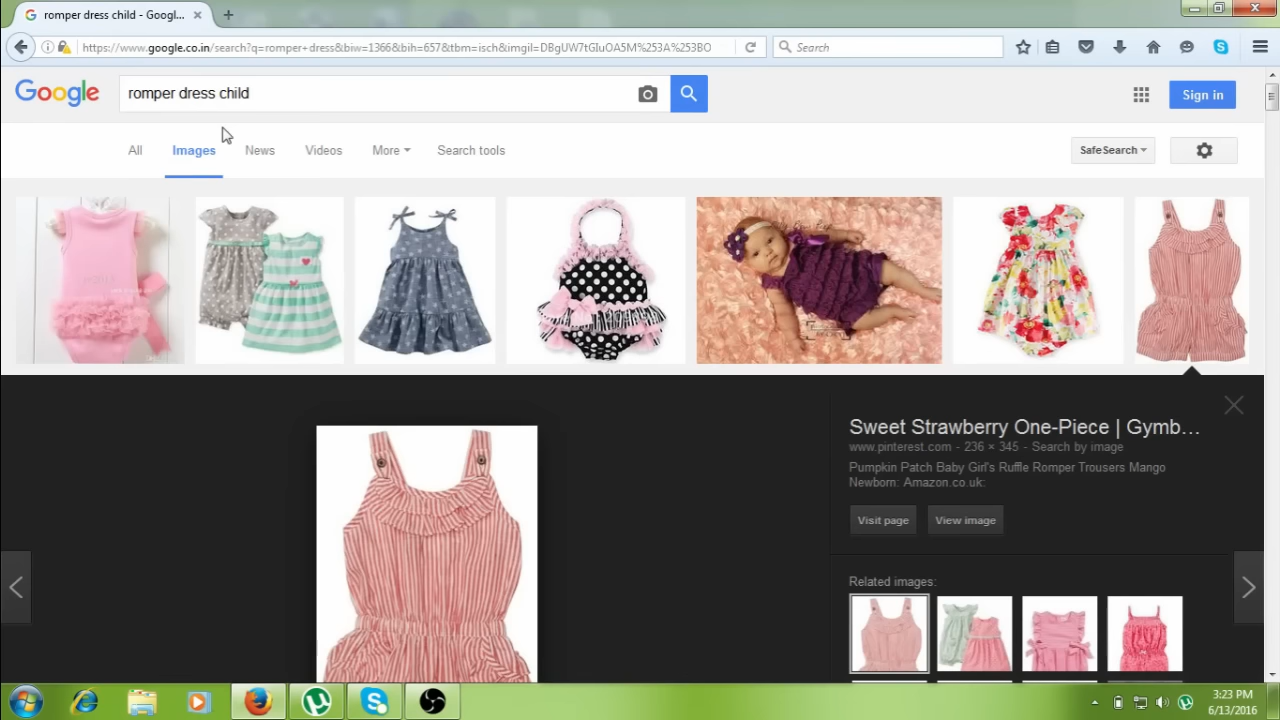 romper dress child - Googl...
https://www.google.co.in/search?q=romper+dress&biw=1366&bih=657&tbm=isch&imgil=DBgUW7tGIuOA5M%253A%253BO
Search
Google
romper dress child
Sign in
All
Images
News
Videos
More
Search tools
SafeSearch
Sweet Strawberry One-Piece | Gymb...
www.pinterest.com - 236 × 345 - Search by image
Pumpkin Patch Baby Girl's Ruffle Romper Trousers Mango
Newborn: Amazon.co.uk:
Visit page
View image
Related images:
3:23 PM
6/13/2016